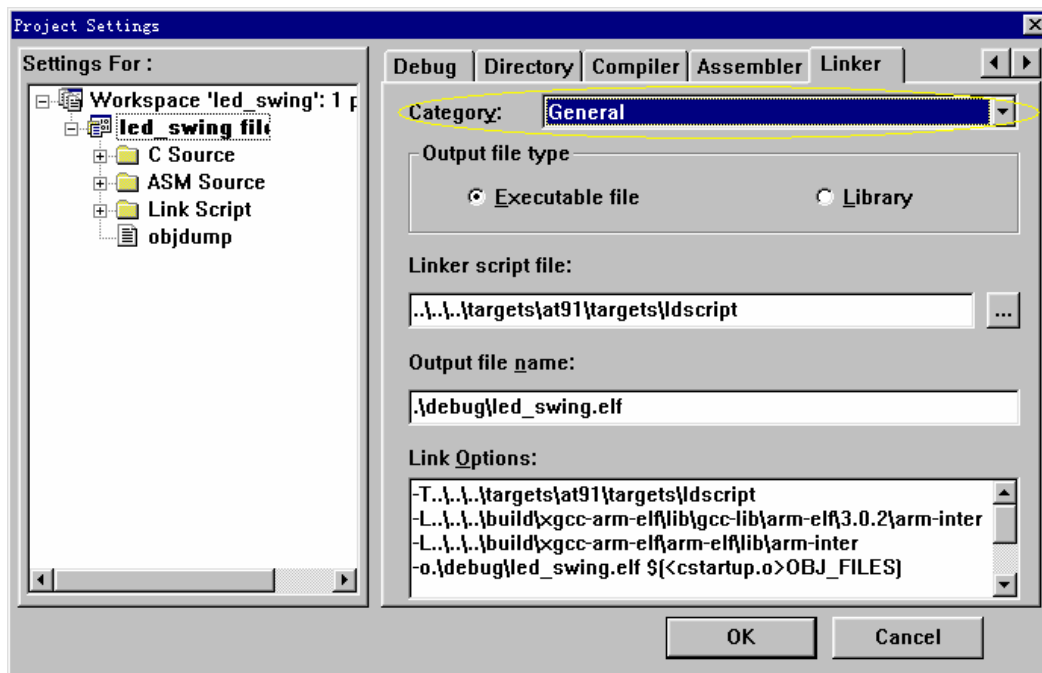 Project Settings
Settings For :
Workspace 'led_swing': 1 p
led_swing file
C Source
ASM Source
Link Script
objdump
Debug
Directory
Compiler
Assembler
Linker
Category:
General
Output file type
Executable file
Library
Linker script file:
..\..\..\targets\at91\targets\ldscript
...
Output file name:
.\debug\led_swing.elf
Link Options:
-T..\..\..\targets\at91\targets\ldscript
-L..\..\..\build\xgcc-arm-elf\lib\gcc-lib\arm-elf\3.0.2\arm-inter
-L..\..\..\build\xgcc-arm-elf\arm-elf\lib\arm-inter
-o.\debug\led_swing.elf $(<cstartup.o>OBJ_FILES)
OK
Cancel